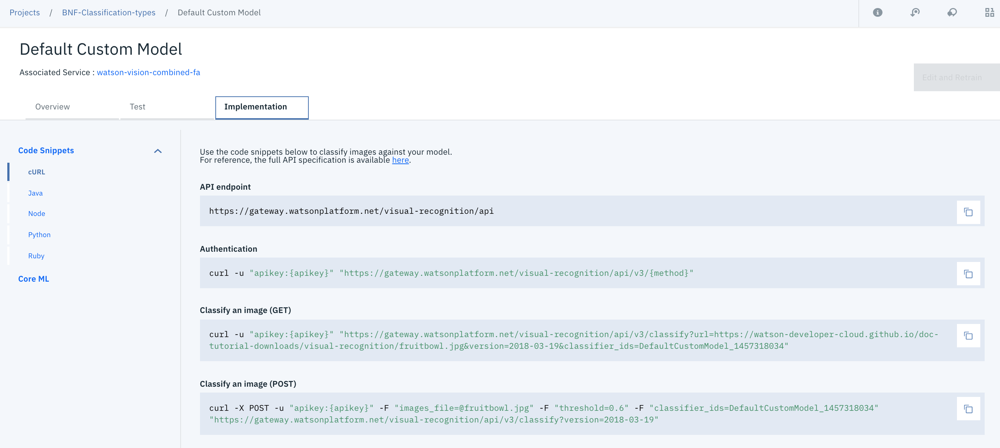 Projects / BNF-Classification-types / Default Custom Model
Default Custom Model
Associated Service : watson-vision-combined-fa
Edit and Retrain
Overview
Test
Implementation
Code Snippets
cURL
Java
Node
Python
Ruby
Core ML
Use the code snippets below to classify images against your model.
For reference, the full API specification is available here.
API endpoint
https://gateway.watsonplatform.net/visual-recognition/api
Authentication
curl -u "apikey:{apikey}" "https://gateway.watsonplatform.net/visual-recognition/api/v3/{method}"
Classify an image (GET)
curl -u "apikey:{apikey}" "https://gateway.watsonplatform.net/visual-recognition/api/v3/classify?url=https://watson-developer-cloud.github.io/doc-
tutorial-downloads/visual-recognition/fruitbowl.jpg&version=2018-03-19&classifier_ids=DefaultCustomModel_1457318034"
Classify an image (POST)
curl -X POST -u "apikey:{apikey}" -F "images_file=@fruitbowl.jpg" -F "threshold=0.6" -F "classifier_ids=DefaultCustomModel_1457318034"
"https://gateway.watsonplatform.net/visual-recognition/api/v3/classify?version=2018-03-19"